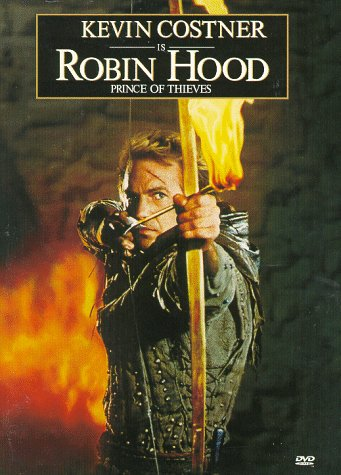 KEVIN COSTNER
IS
ROBIN HOOD
PRINCE OF THIEVES
DVD